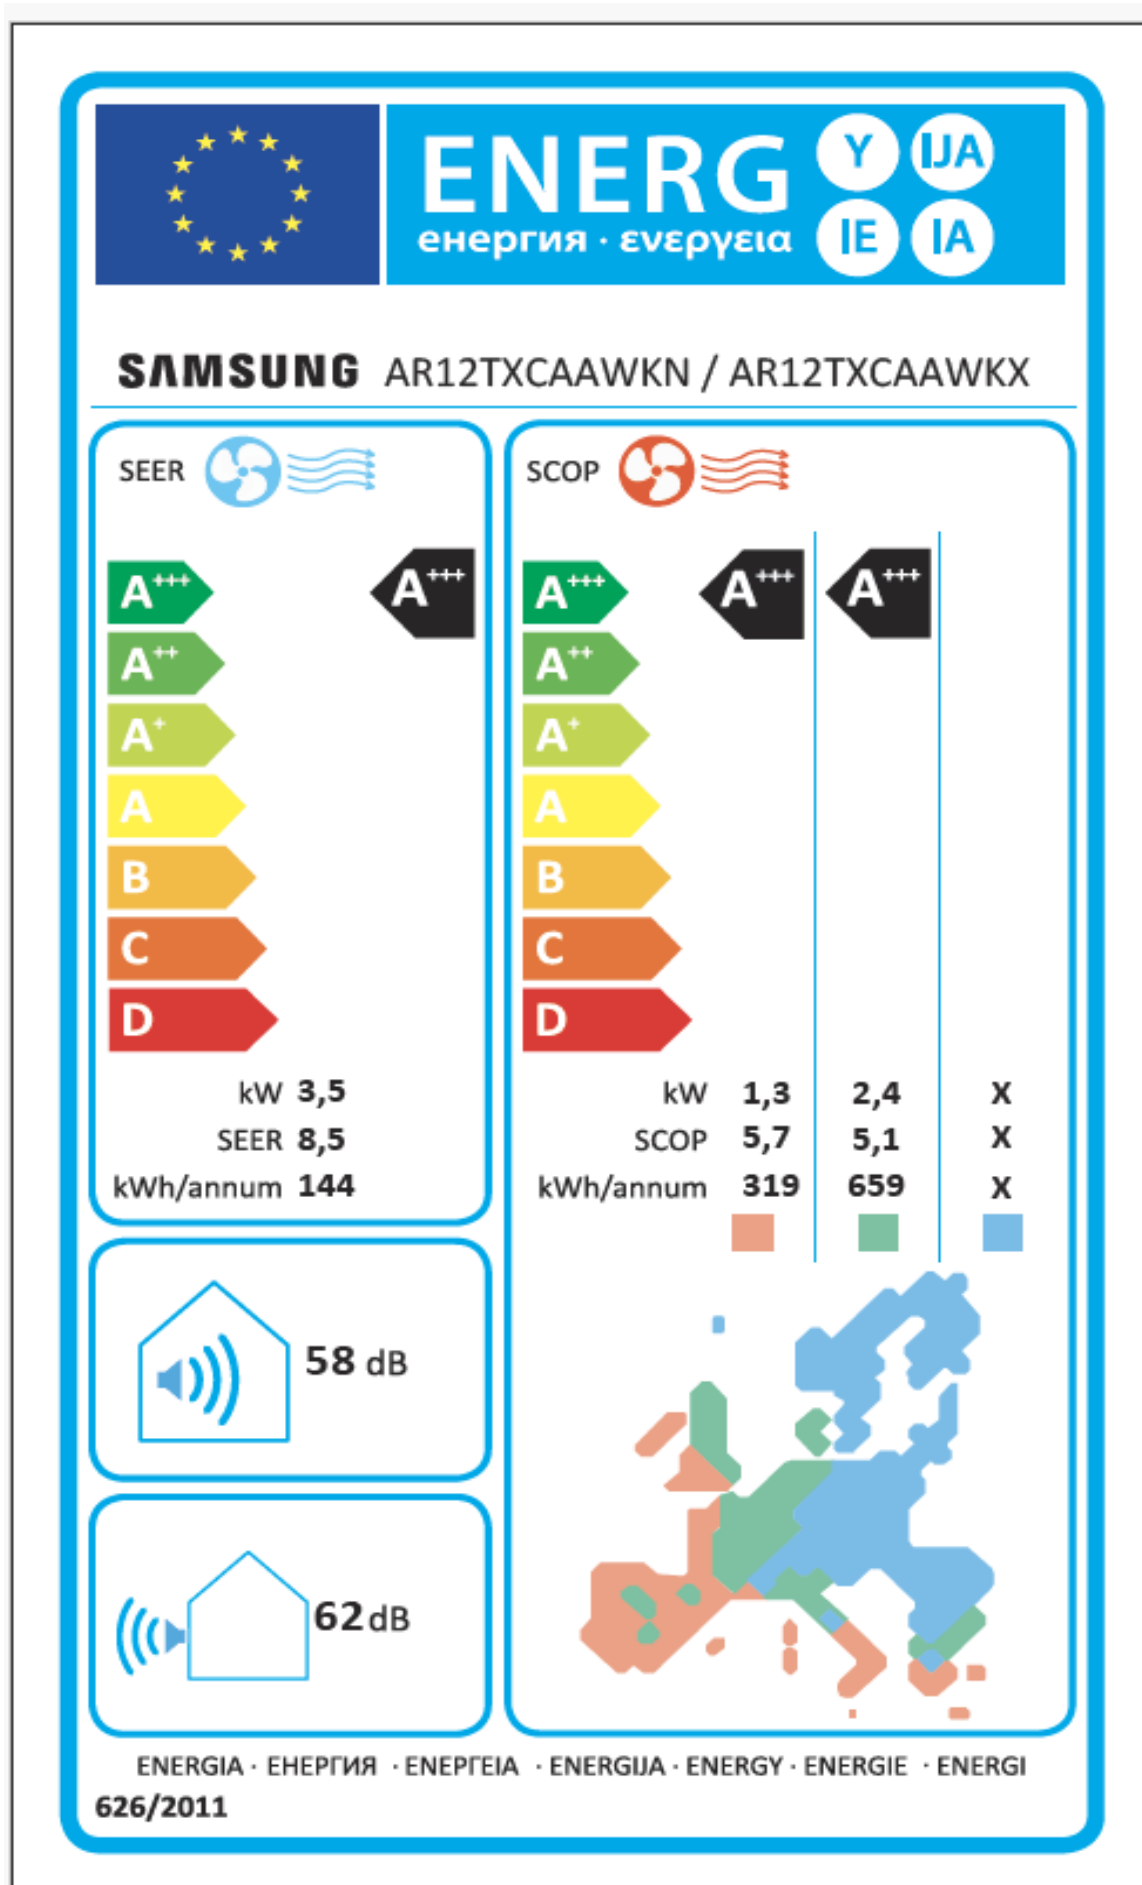 ENERG Y IJA
енергия · ενεργεια IE IA
SAMSUNG AR12TXCAAWKN / AR12TXCAAWKX
SEER
A+++ A+++
A++
A+
A
B
C
D
kW 3,5
SEER 8,5
kWh/annum 144
SCOP
A+++ A+++ A+++
A++
A+
A
B
C
D
kW 1,3 2,4 X
SCOP 5,7 5,1 X
kWh/annum 319 659 X
58 dB
62 dB
ENERGIA · ЕНЕРГИЯ · ΕΝΕΡΓΕΙΑ · ENERGIJA · ENERGY · ENERGIE · ENERGI
626/2011